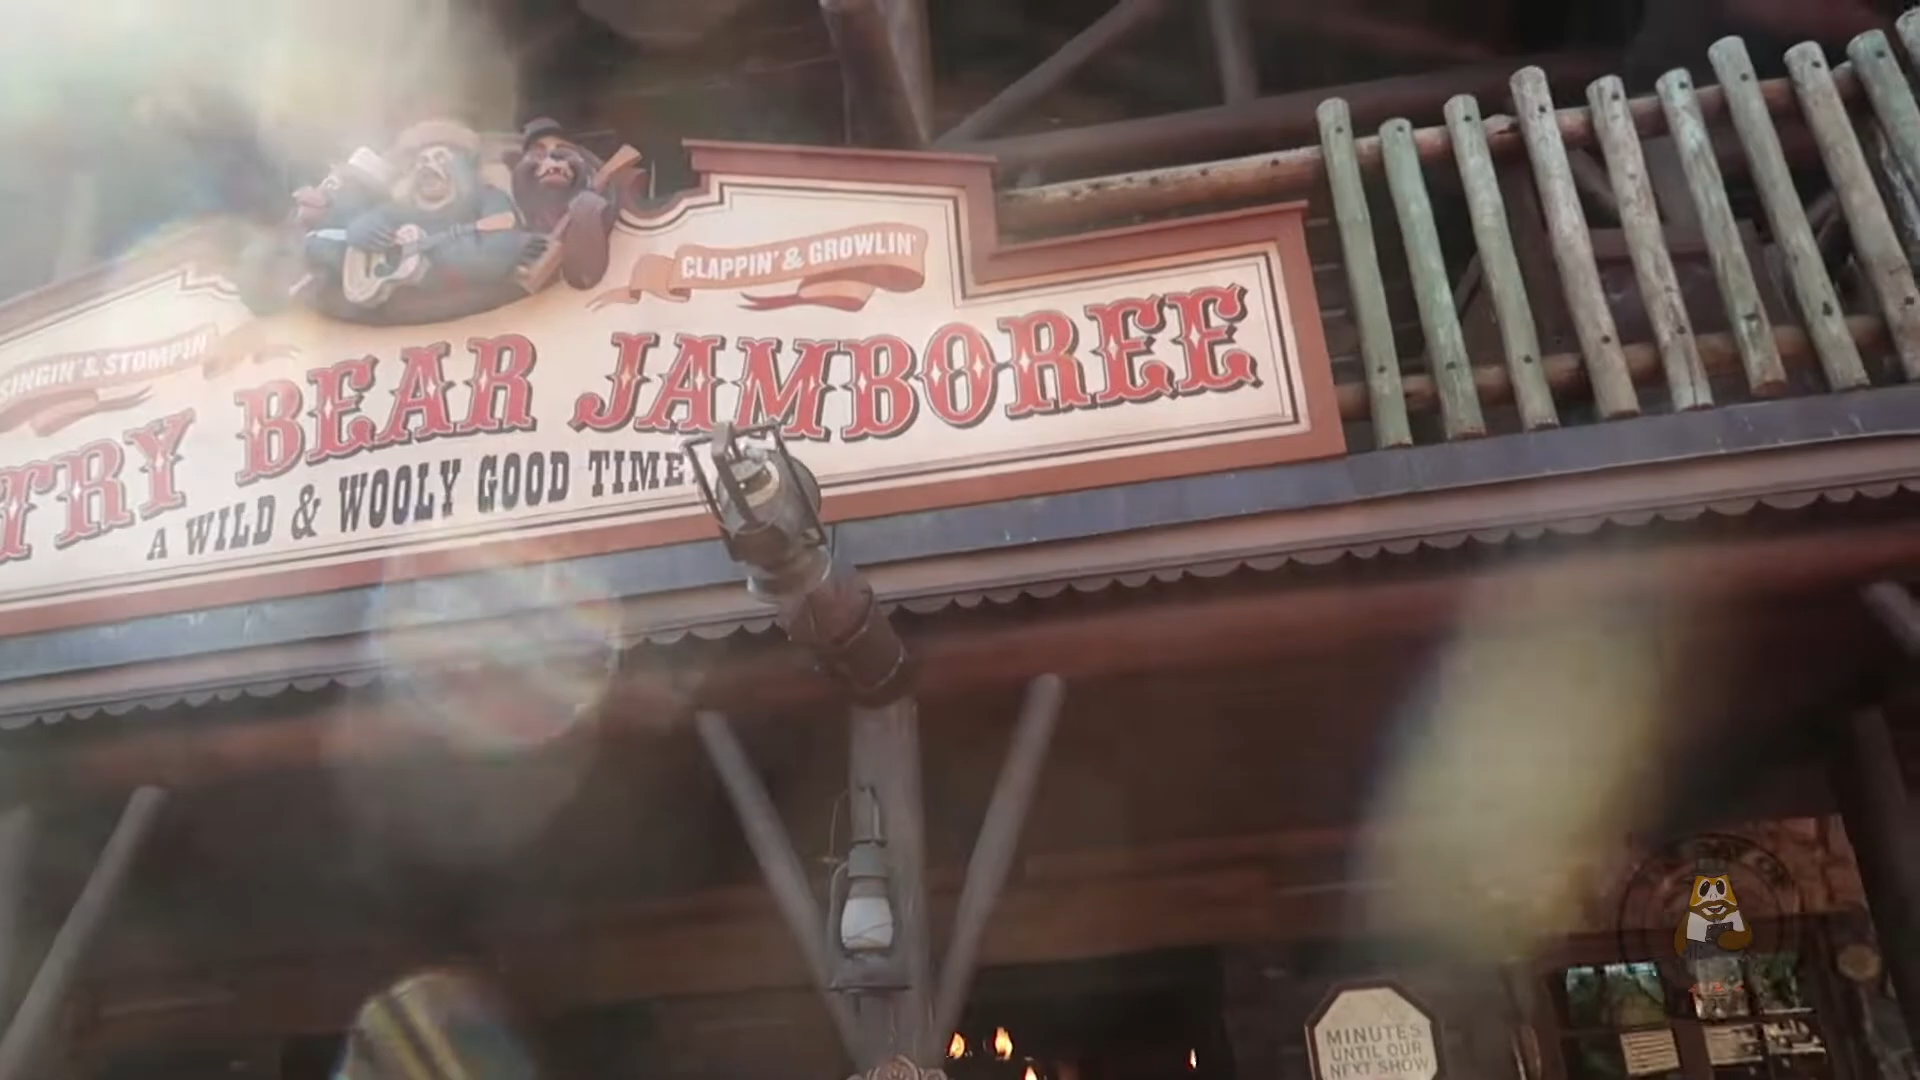 CLAPPIN' & GROWLIN'
SINGIN' & STOMPIN'
TRY BEAR JAMBOREE
A WILD & WOOLY GOOD TIME
MINUTES
UNTIL OUR
NEXT SHOW